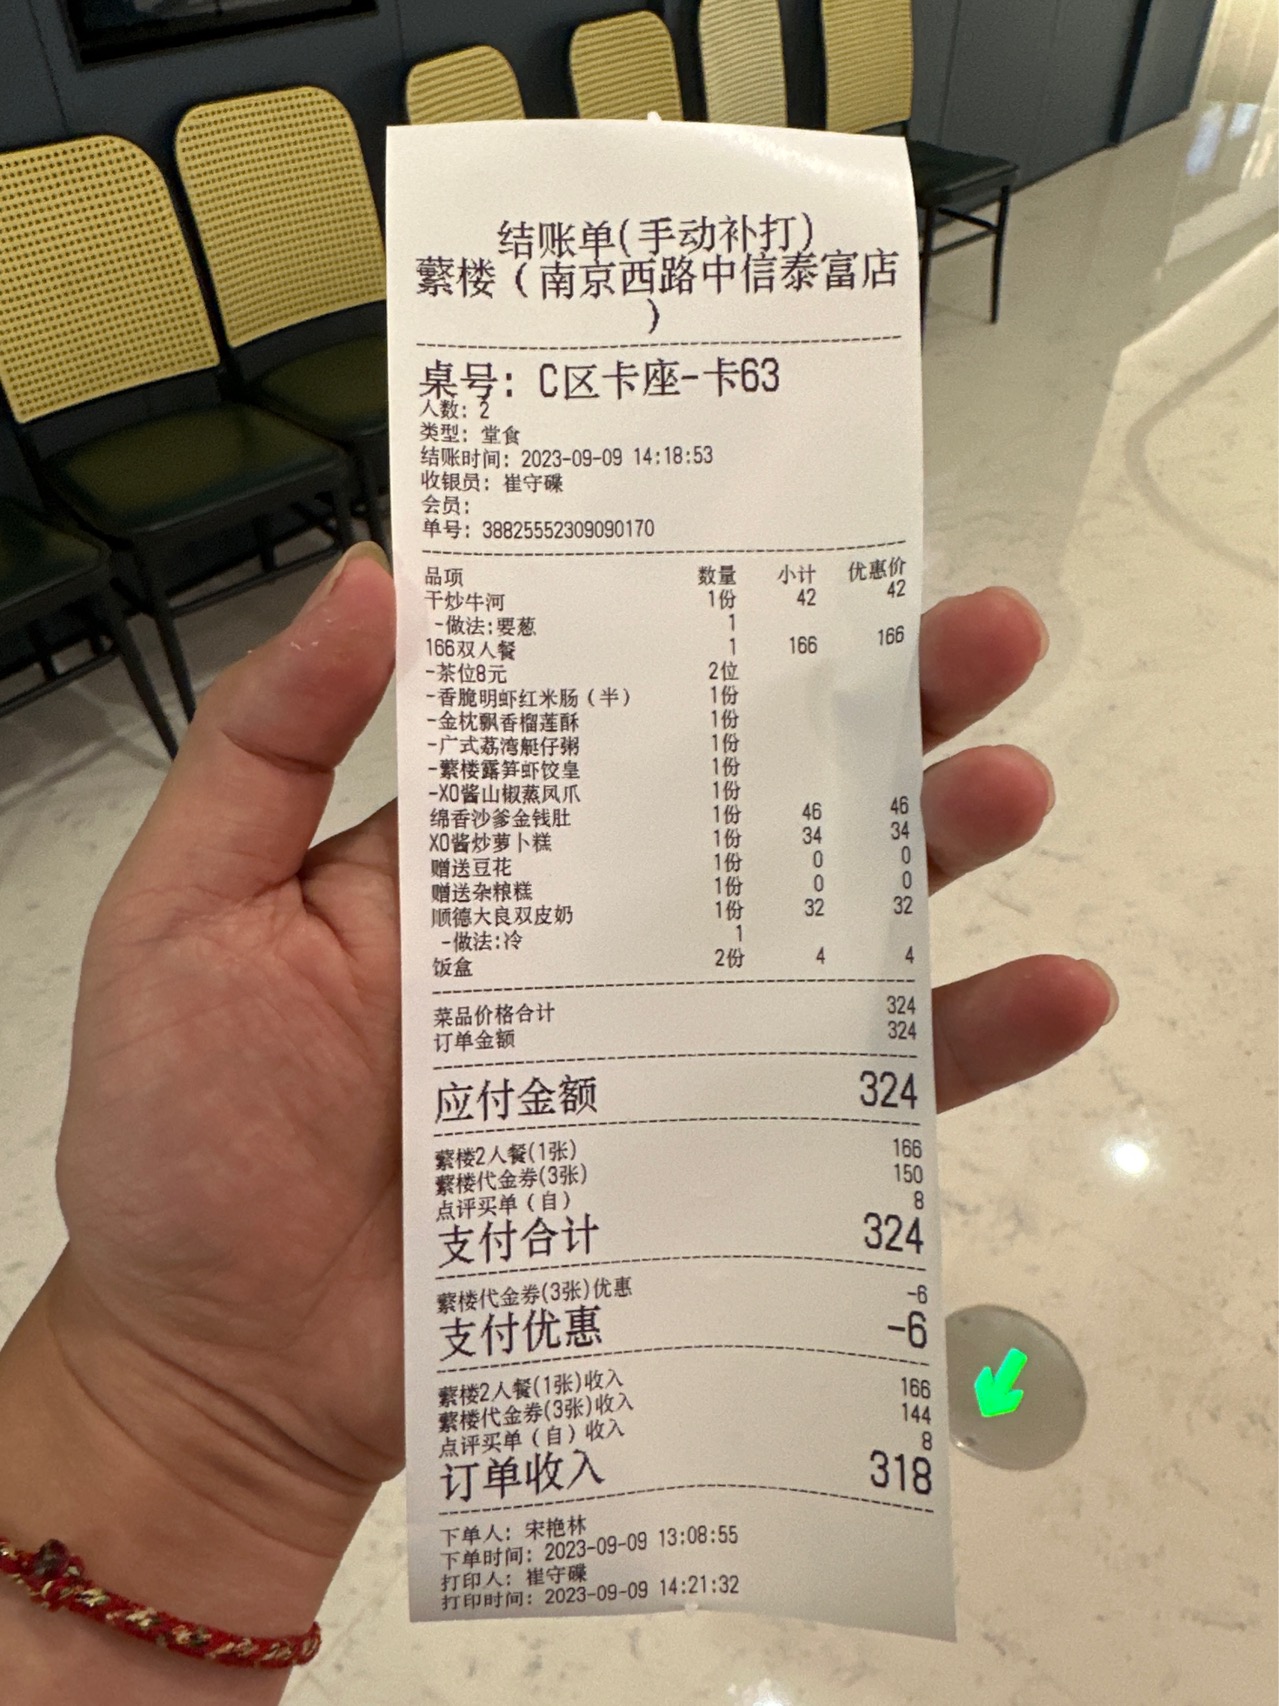 结账单(手动补打)
蘩楼（南京西路中信泰富店
）
桌号: C区卡座-卡63
人数: 2
类型: 堂食
结账时间: 2023-09-09 14:18:53
收银员: 崔守碟
会员:
单号: 38825552309090170
品项 数量 小计 优惠价
干炒牛河 1份 42 42
-做法:要葱 1
166双人餐 1 166 166
-茶位8元 2位
-香脆明虾红米肠（半） 1份
-金枕飘香榴莲酥 1份
-广式荔湾艇仔粥 1份
-蘩楼露笋虾饺皇 1份
-XO酱山椒蒸凤爪 1份
绵香沙爹金钱肚 1份 46 46
XO酱炒萝卜糕 1份 34 34
赠送豆花 1份 0 0
赠送杂粮糕 1份 0 0
顺德大良双皮奶 1份 32 32
-做法:冷 1
饭盒 2份 4 4
菜品价格合计 324
订单金额 324
应付金额 324
蘩楼2人餐(1张) 166
蘩楼代金券(3张) 150
点评买单（自） 8
支付合计 324
蘩楼代金券(3张)优惠 -6
支付优惠 -6
蘩楼2人餐(1张)收入 166
蘩楼代金券(3张)收入 144
点评买单（自）收入 8
订单收入 318
下单人: 宋艳林
下单时间: 2023-09-09 13:08:55
打印人: 崔守碟
打印时间: 2023-09-09 14:21:32